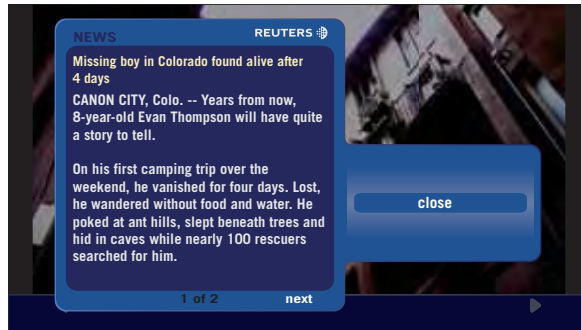 NEWS
REUTERS
Missing boy in Colorado found alive after
4 days
CANON CITY, Colo. -- Years from now,
8-year-old Evan Thompson will have quite
a story to tell.
On his first camping trip over the
weekend, he vanished for four days. Lost,
he wandered without food and water. He
poked at ant hills, slept beneath trees and
hid in caves while nearly 100 rescuers
searched for him.
close
1 of 2
next